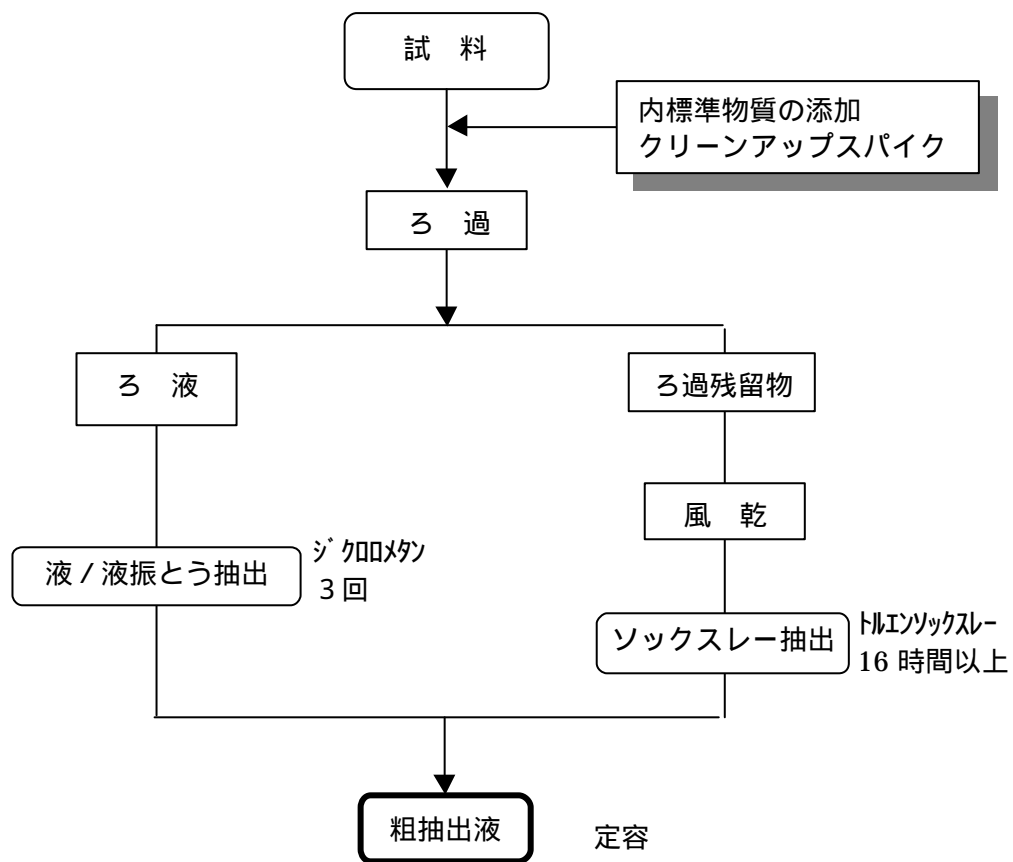 試　料
内標準物質の添加
クリーンアップスパイク
ろ　過
ろ　液
ろ過残留物
風　乾
液/液振とう抽出
ｼﾞｸﾛﾛﾒﾀﾝ
3回
ソックスレー抽出
ﾄﾙｴﾝｿｯｸｽﾚｰ
16 時間以上
粗抽出液
定容